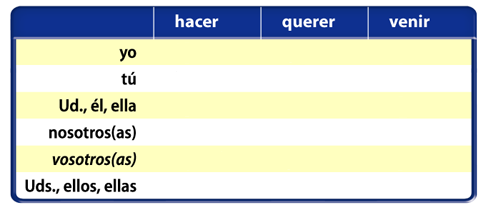 hacer querer venir
yo
tú
Ud., él, ella
nosotros(as)
vosotros(as)
Uds., ellos, ellas